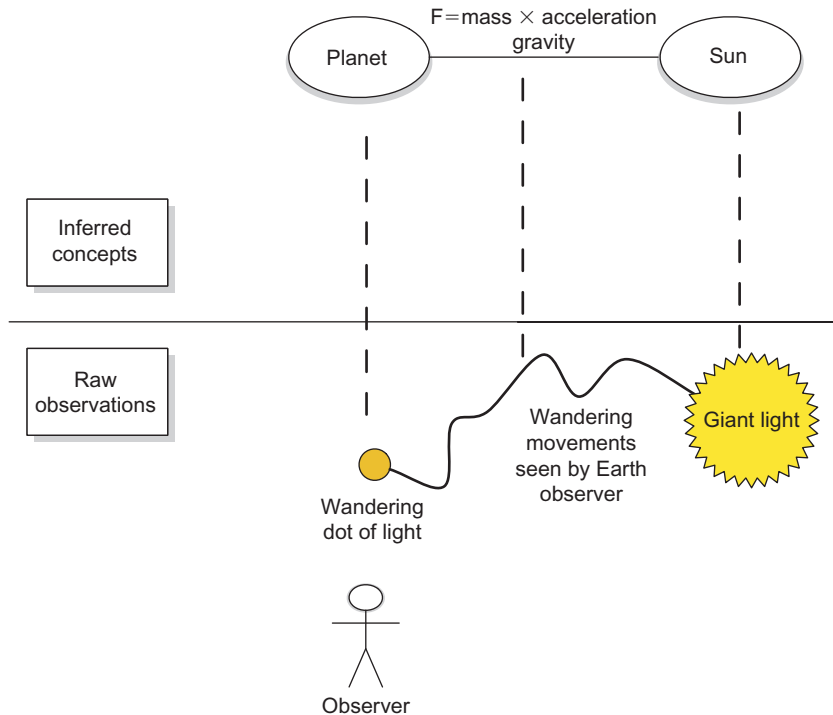 F=mass × acceleration
gravity
Planet
Sun
Inferred
concepts
Raw
observations
Wandering
movements
seen by Earth
observer
Giant light
Wandering
dot of light
Observer